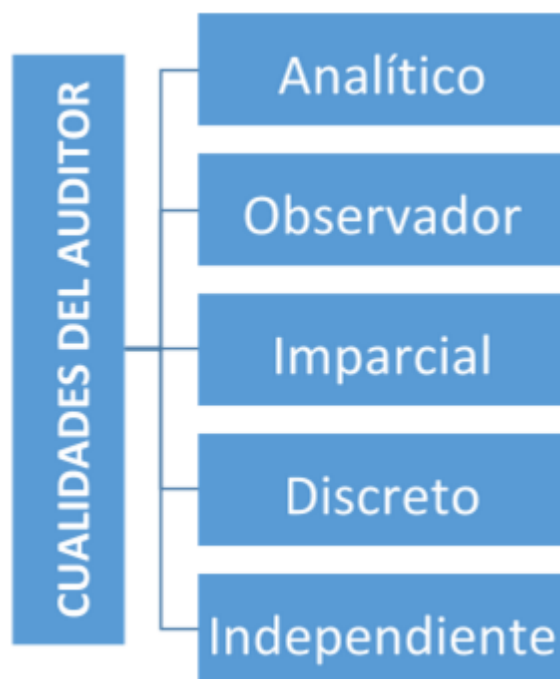 CUALIDADES DEL AUDITOR
Analítico
Observador
Imparcial
Discreto
Independiente